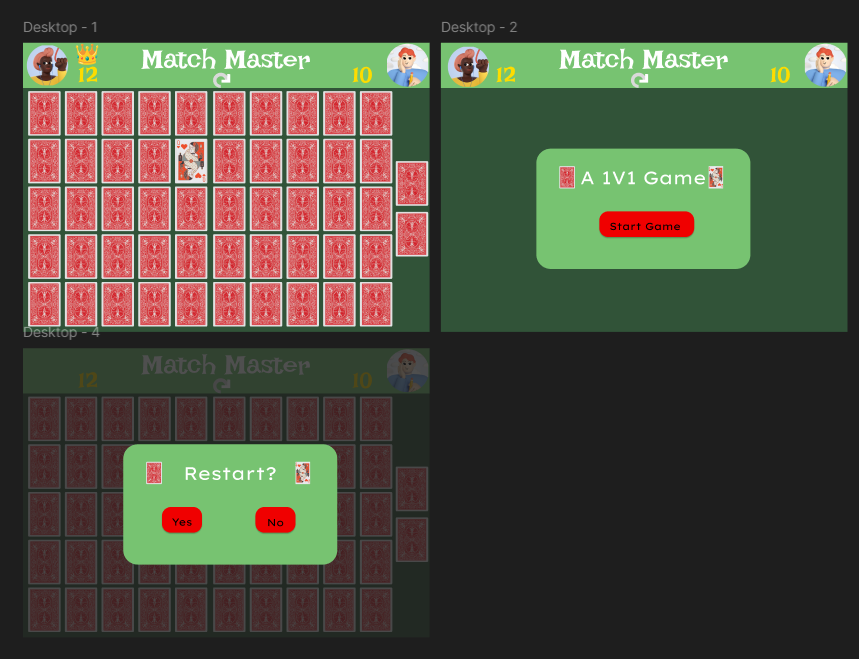 Desktop - 1
Match Master
12
10
Desktop - 2
Match Master
12
10
A 1V1 Game
Start Game
Desktop - 4
Match Master
12
10
Restart?
Yes
No